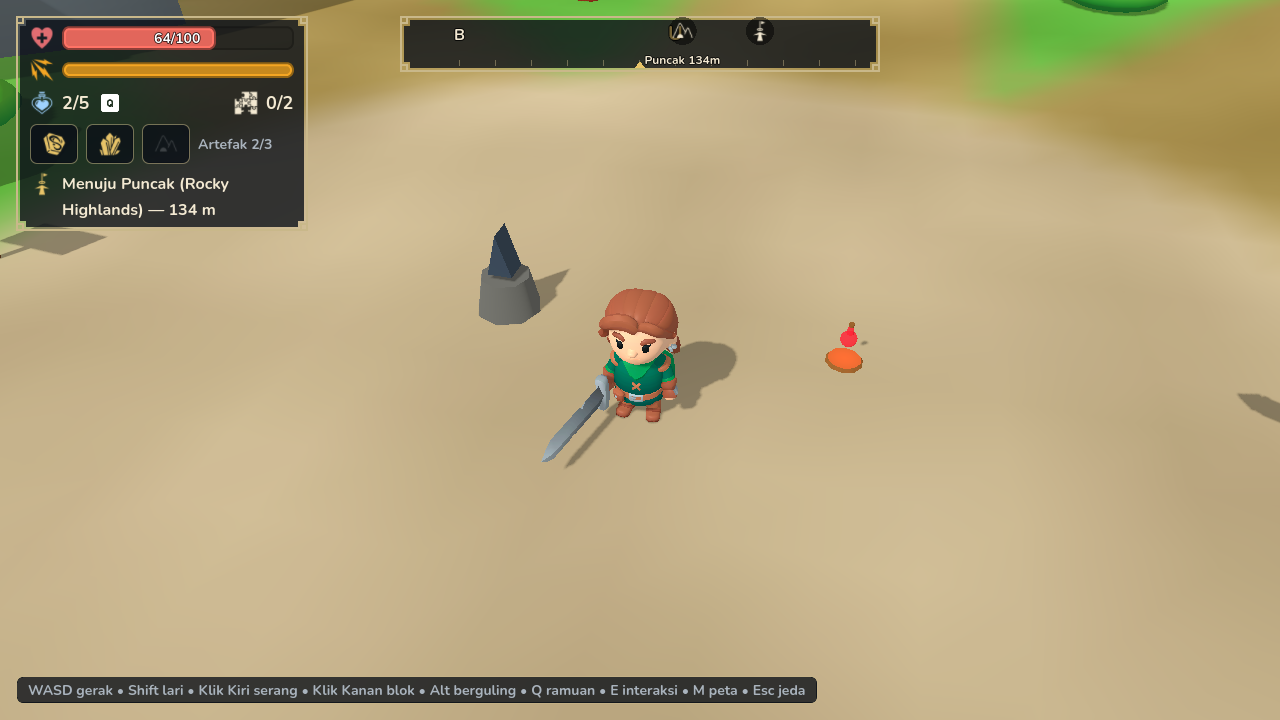 64/100
2/5 Q 0/2
Artefak 2/3
Menuju Puncak (Rocky
Highlands) — 134 m
B
Puncak 134m
WASD gerak • Shift lari • Klik Kiri serang • Klik Kanan blok • Alt berguling • Q ramuan • E interaksi • M peta • Esc jeda